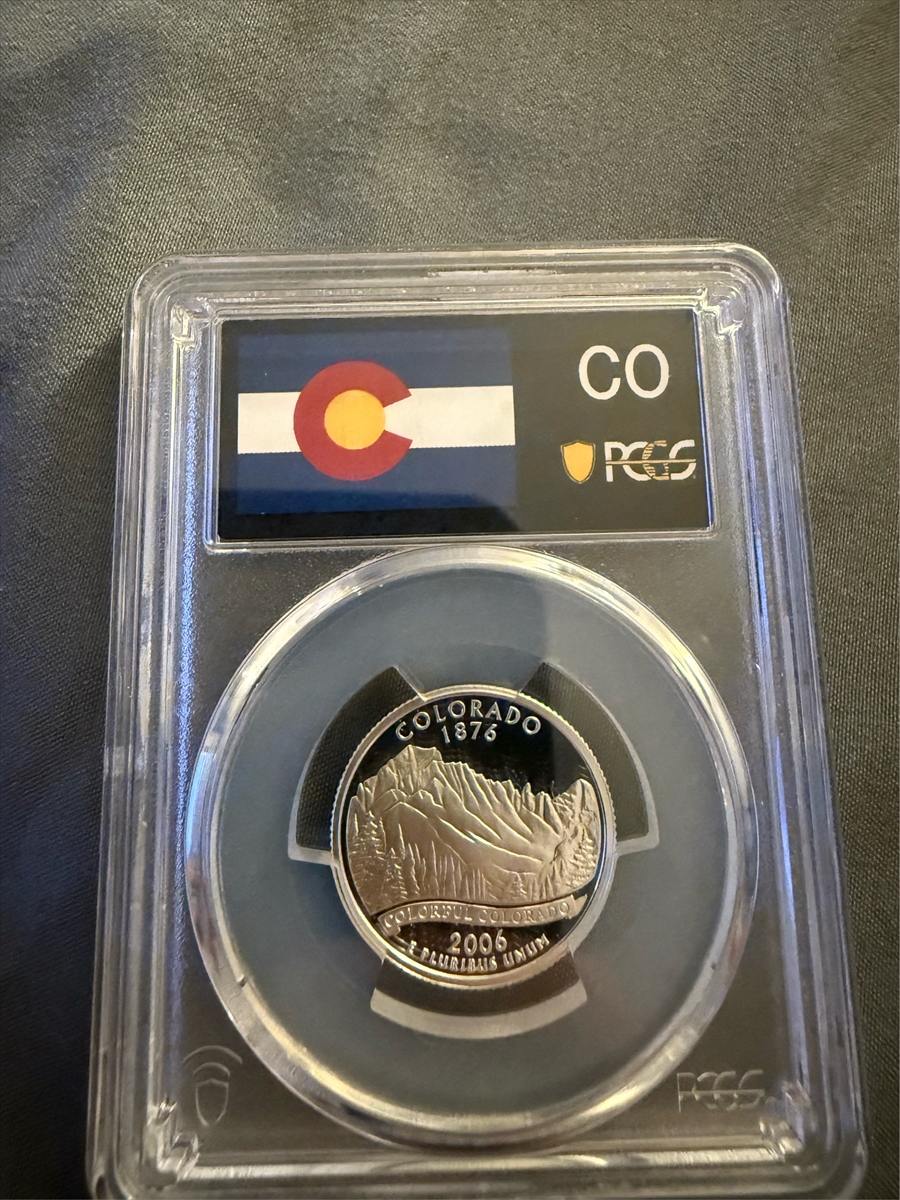 CO
PCGS
COLORADO
1876
COLORFUL COLORADO
2006
E PLURIBUS UNUM
PCGS